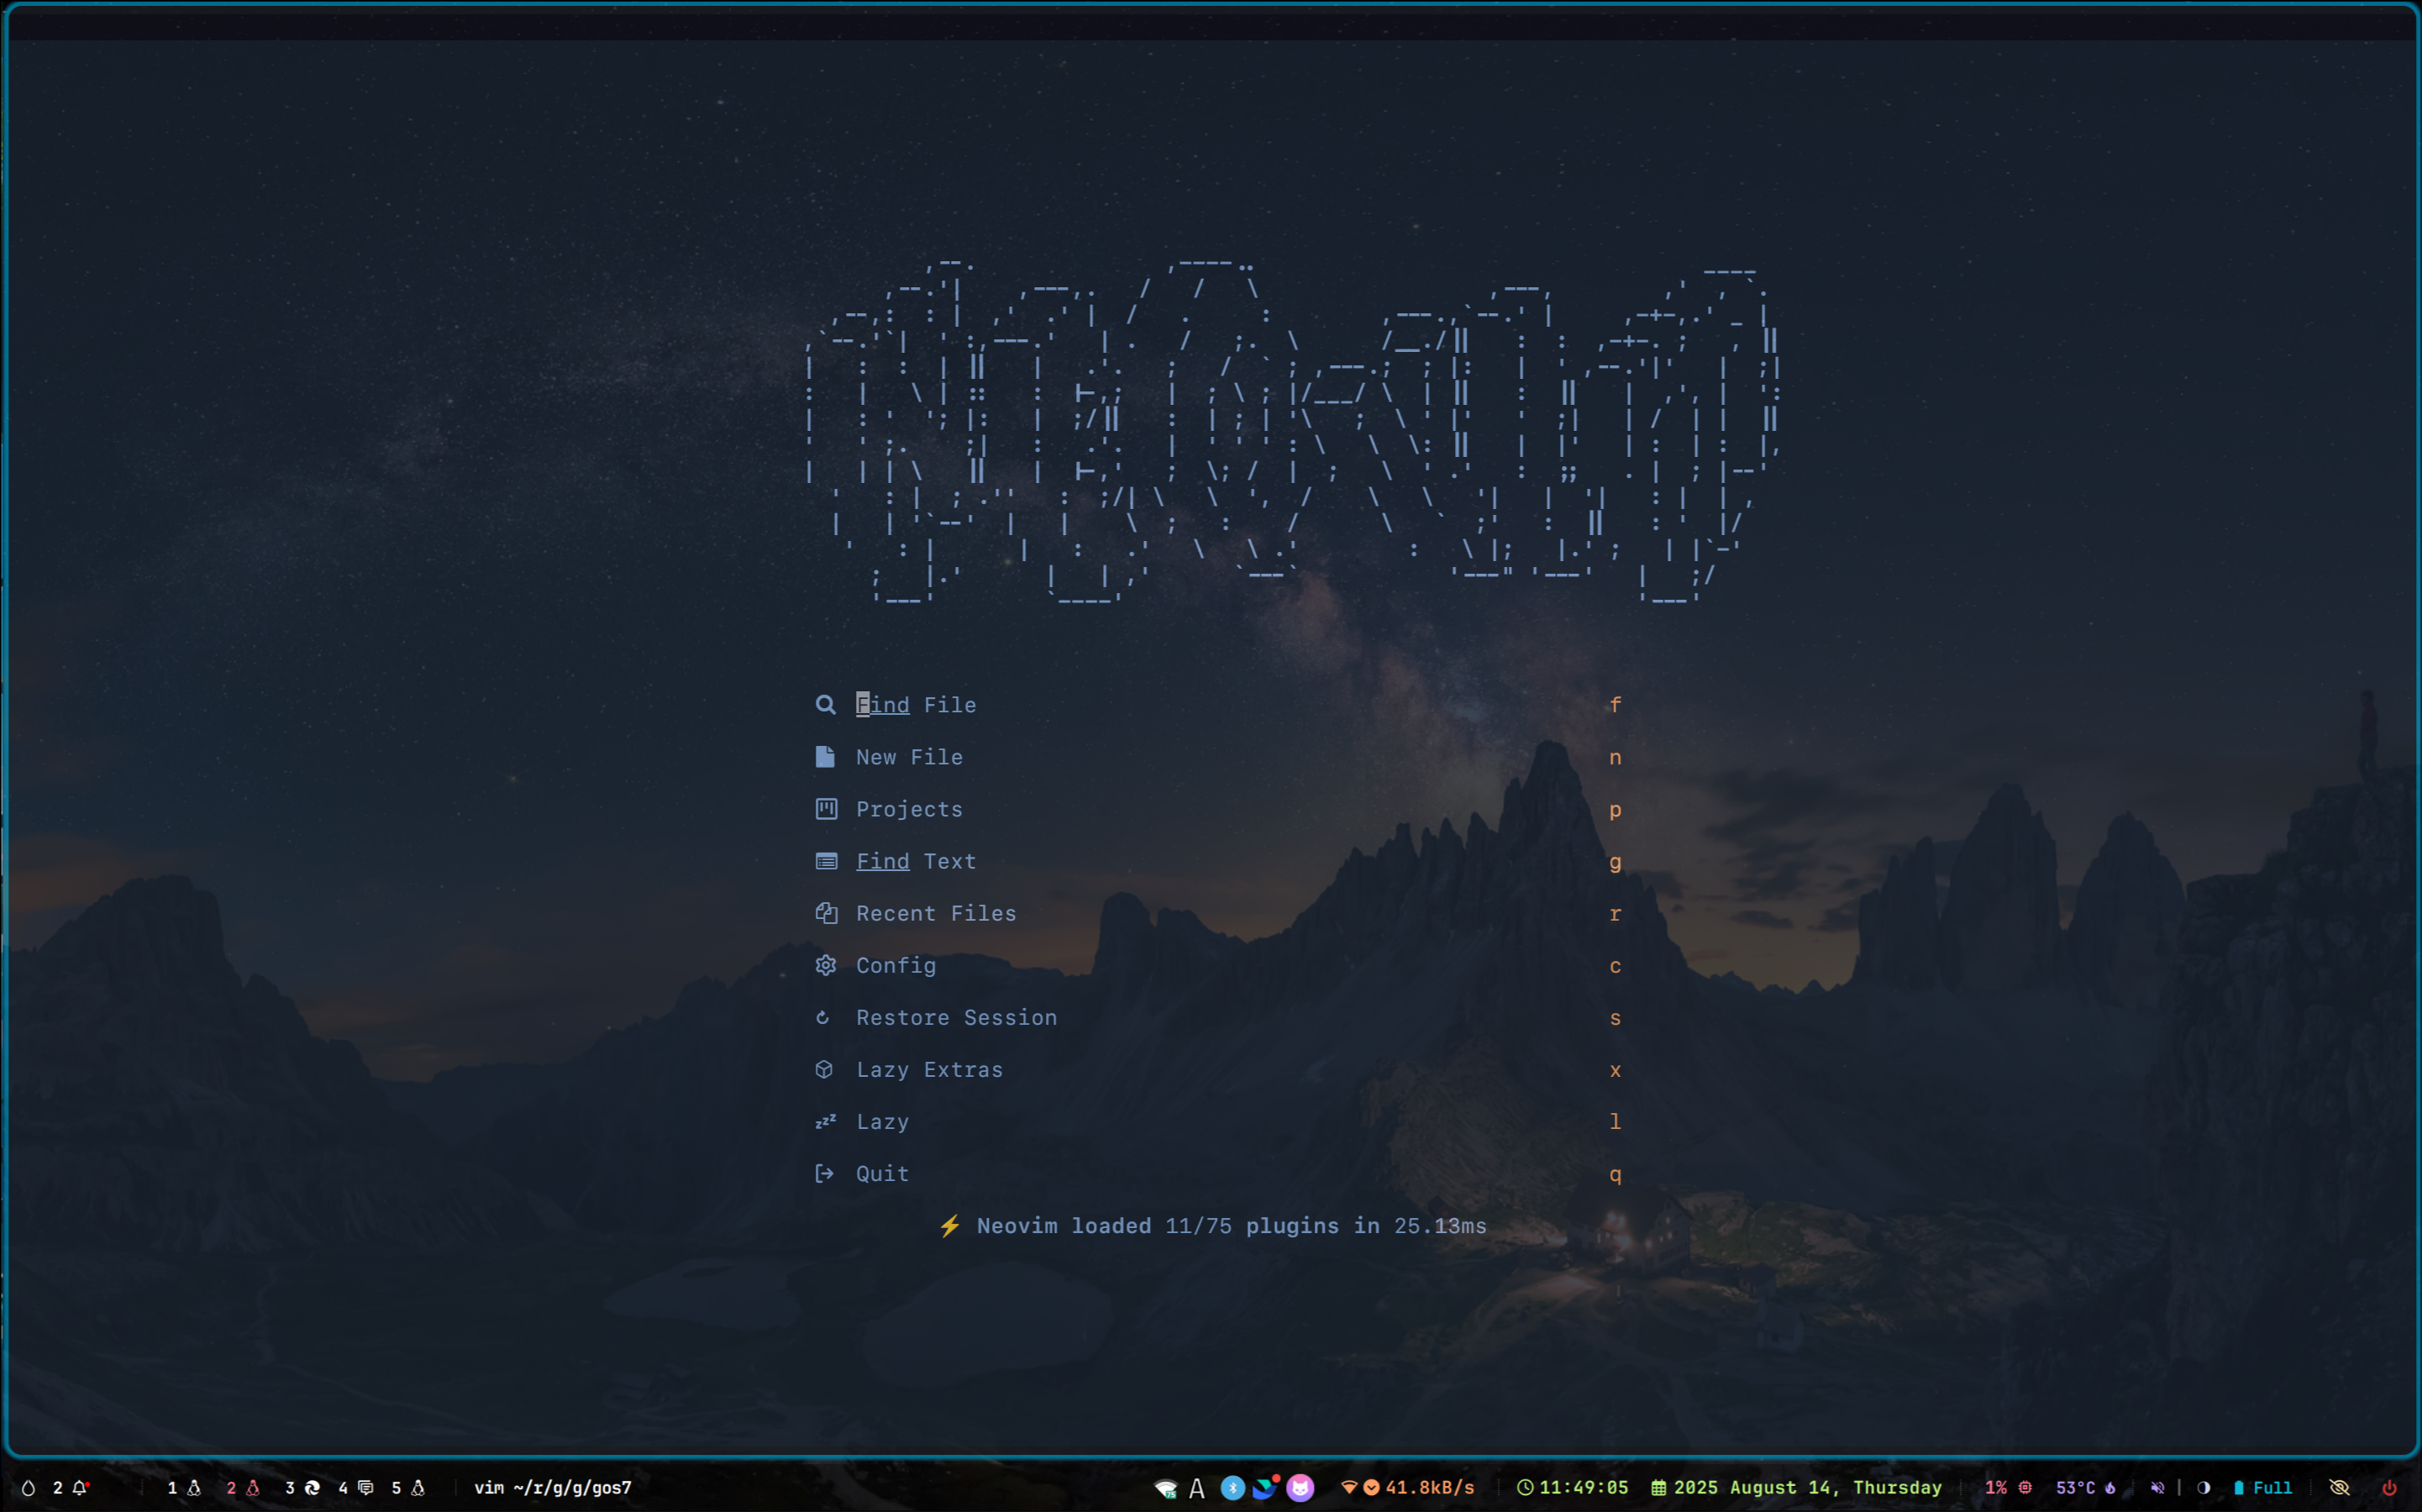 Find File f
New File n
Projects p
Find Text g
Recent Files r
Config c
Restore Session s
Lazy Extras x
Lazy l
Quit q
⚡ Neovim loaded 11/75 plugins in 25.13ms
2 1 2 3 4 5 vim ~/r/g/g/gos7 A 41.8kB/s 11:49:05 2025 August 14, Thursday 1% 53°C Full